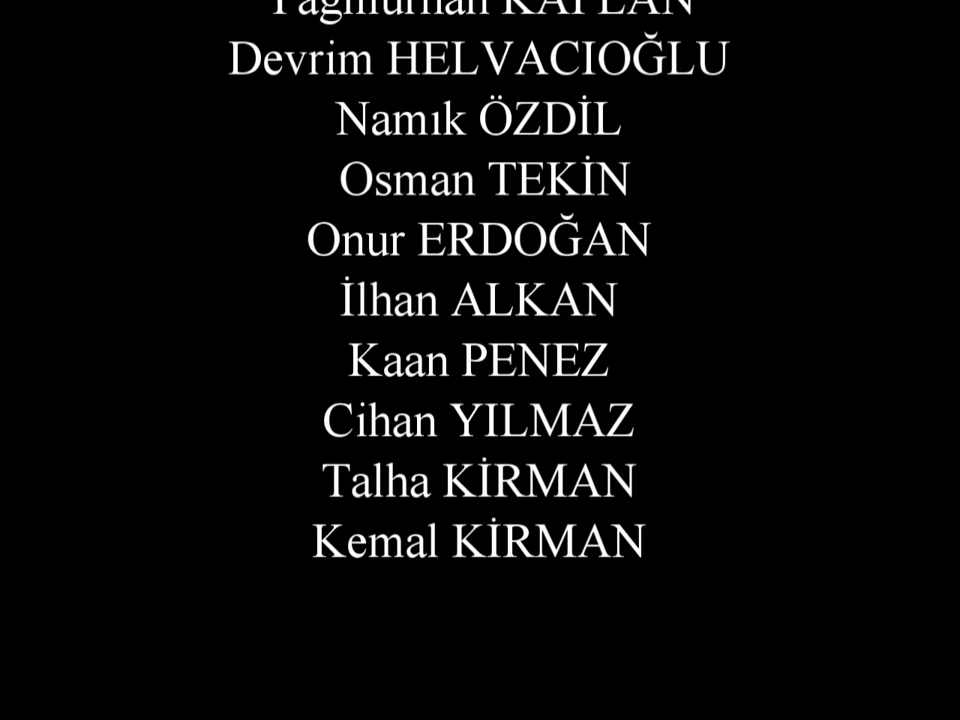 KAPLAN
Devrim HELVACIOĞLU
Namık ÖZDİL
Osman TEKİN
Onur ERDOĞAN
İlhan ALKAN
Kaan PENEZ
Cihan YILMAZ
Talha KİRMAN
Kemal KİRMAN